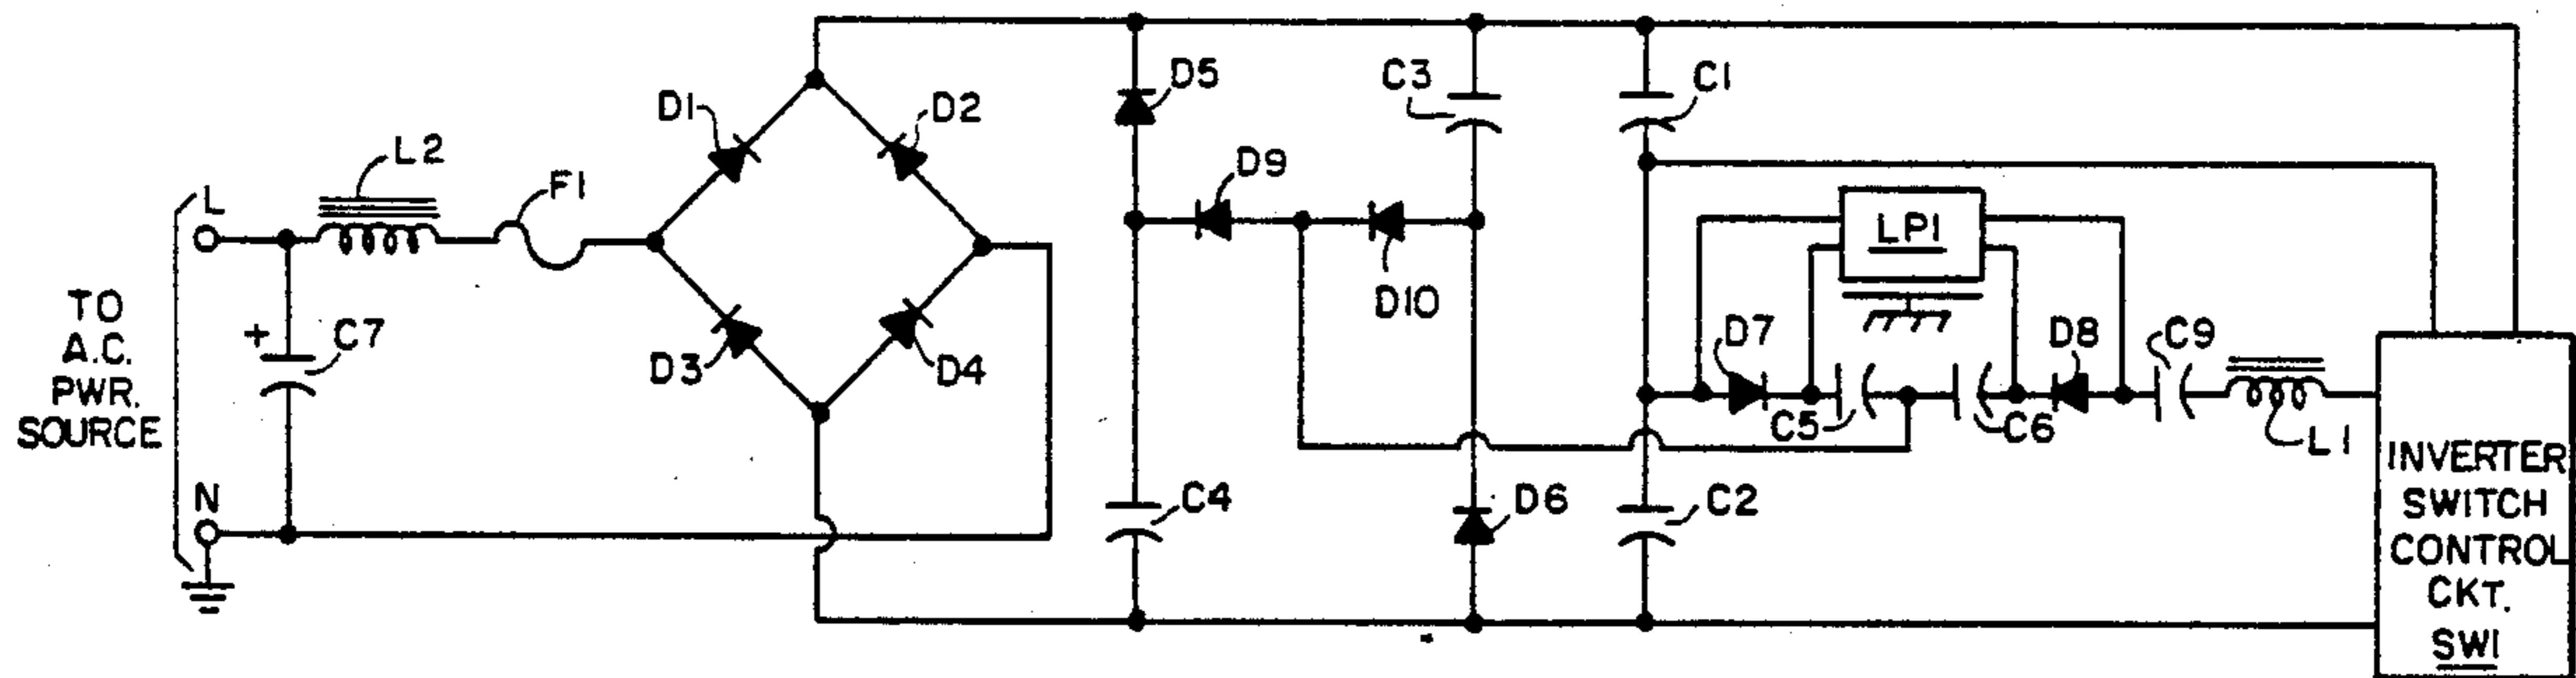 D5
C3
C1
D1
D2
L2
F1
D9
L
LP1
TO
A.C.
PWR.
SOURCE
+
C7
D3
D4
D10
D7
D8
C9
C5
C6
L1
N
C4
D6
C2
INVERTER
SWITCH
CONTROL
CKT.
SW1